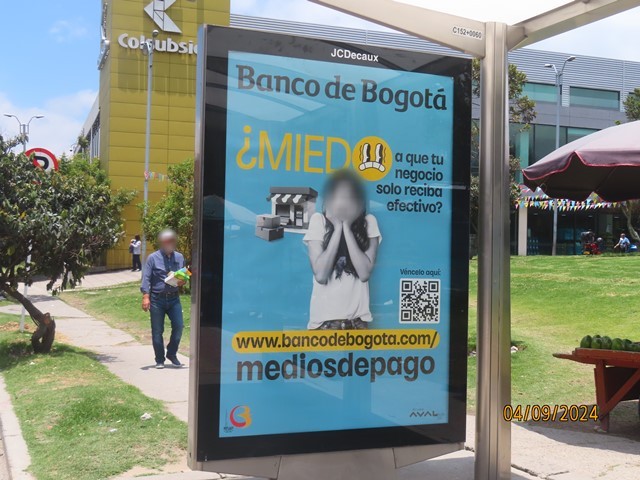 Colsubsidio
C152+0060
JCDecaux
Banco de Bogotá
¿MIEDO
a que tu
negocio
solo reciba
efectivo?
Véncelo aquí:
www.bancodebogota.com/
mediosdepago
AVAL
04/09/2024